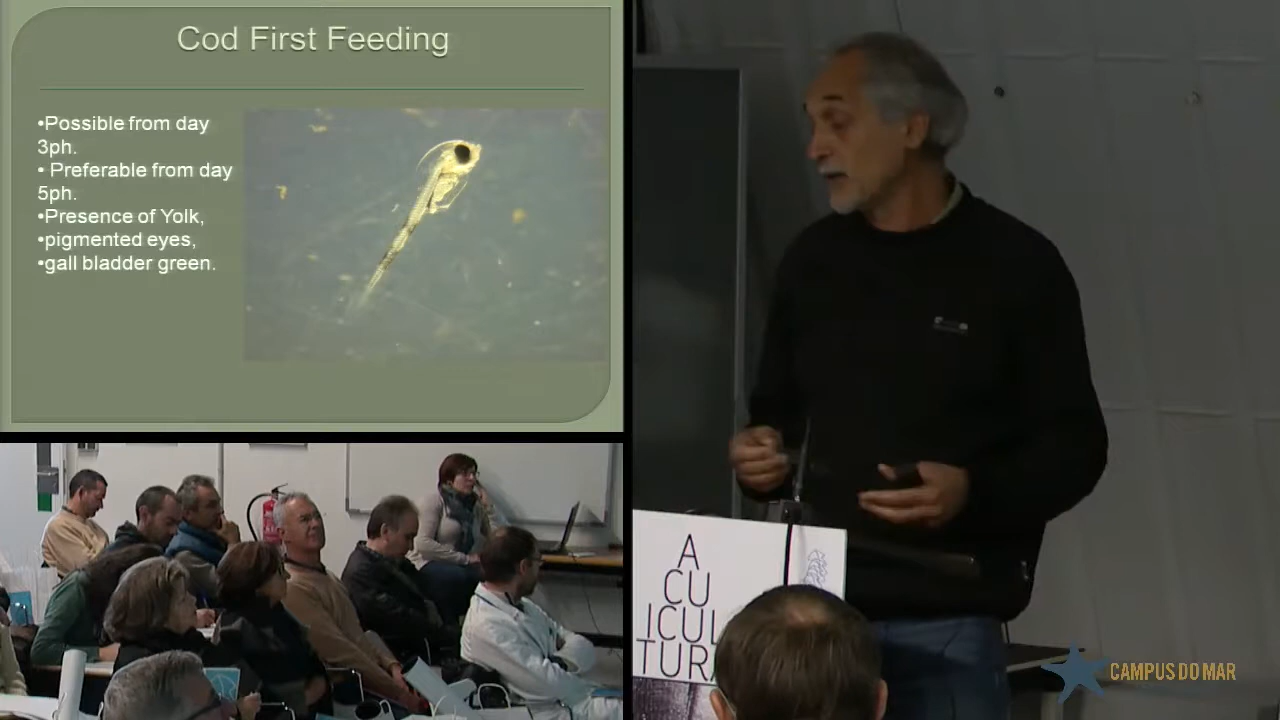 Cod First Feeding
•Possible from day
3ph.
• Preferable from day
5ph.
•Presence of Yolk,
•pigmented eyes,
•gall bladder green.
A
CU
ICUL
TURA
CAMPUS DO MAR